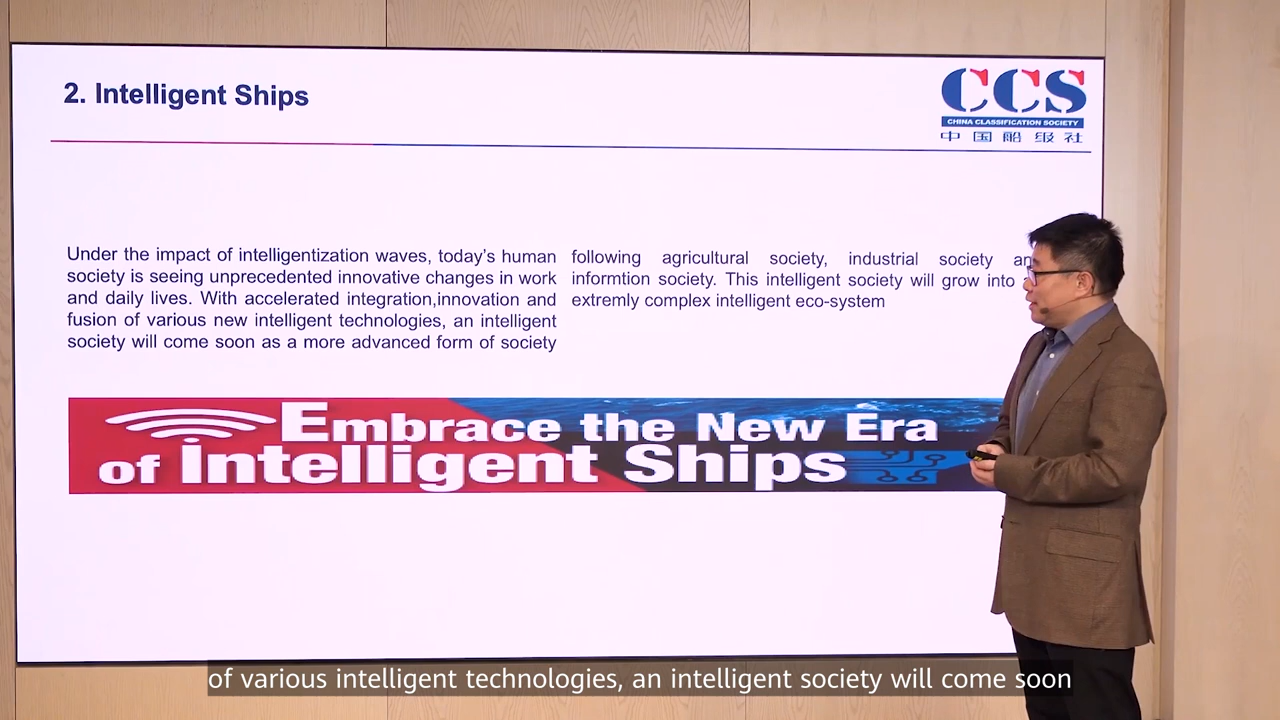 2. Intelligent Ships
CCS
CHINA CLASSIFICATION SOCIETY
中国船级社
Under the impact of intelligentization waves, today's human
society is seeing unprecedented innovative changes in work
and daily lives. With accelerated integration,innovation and
fusion of various new intelligent technologies, an intelligent
society will come soon as a more advanced form of society
following agricultural society, industrial society
informtion society. This intelligent society will grow into
extremly complex intelligent eco-system
Embrace the New Era
of intelligent Ships
of various intelligent technologies, an intelligent society will come soon